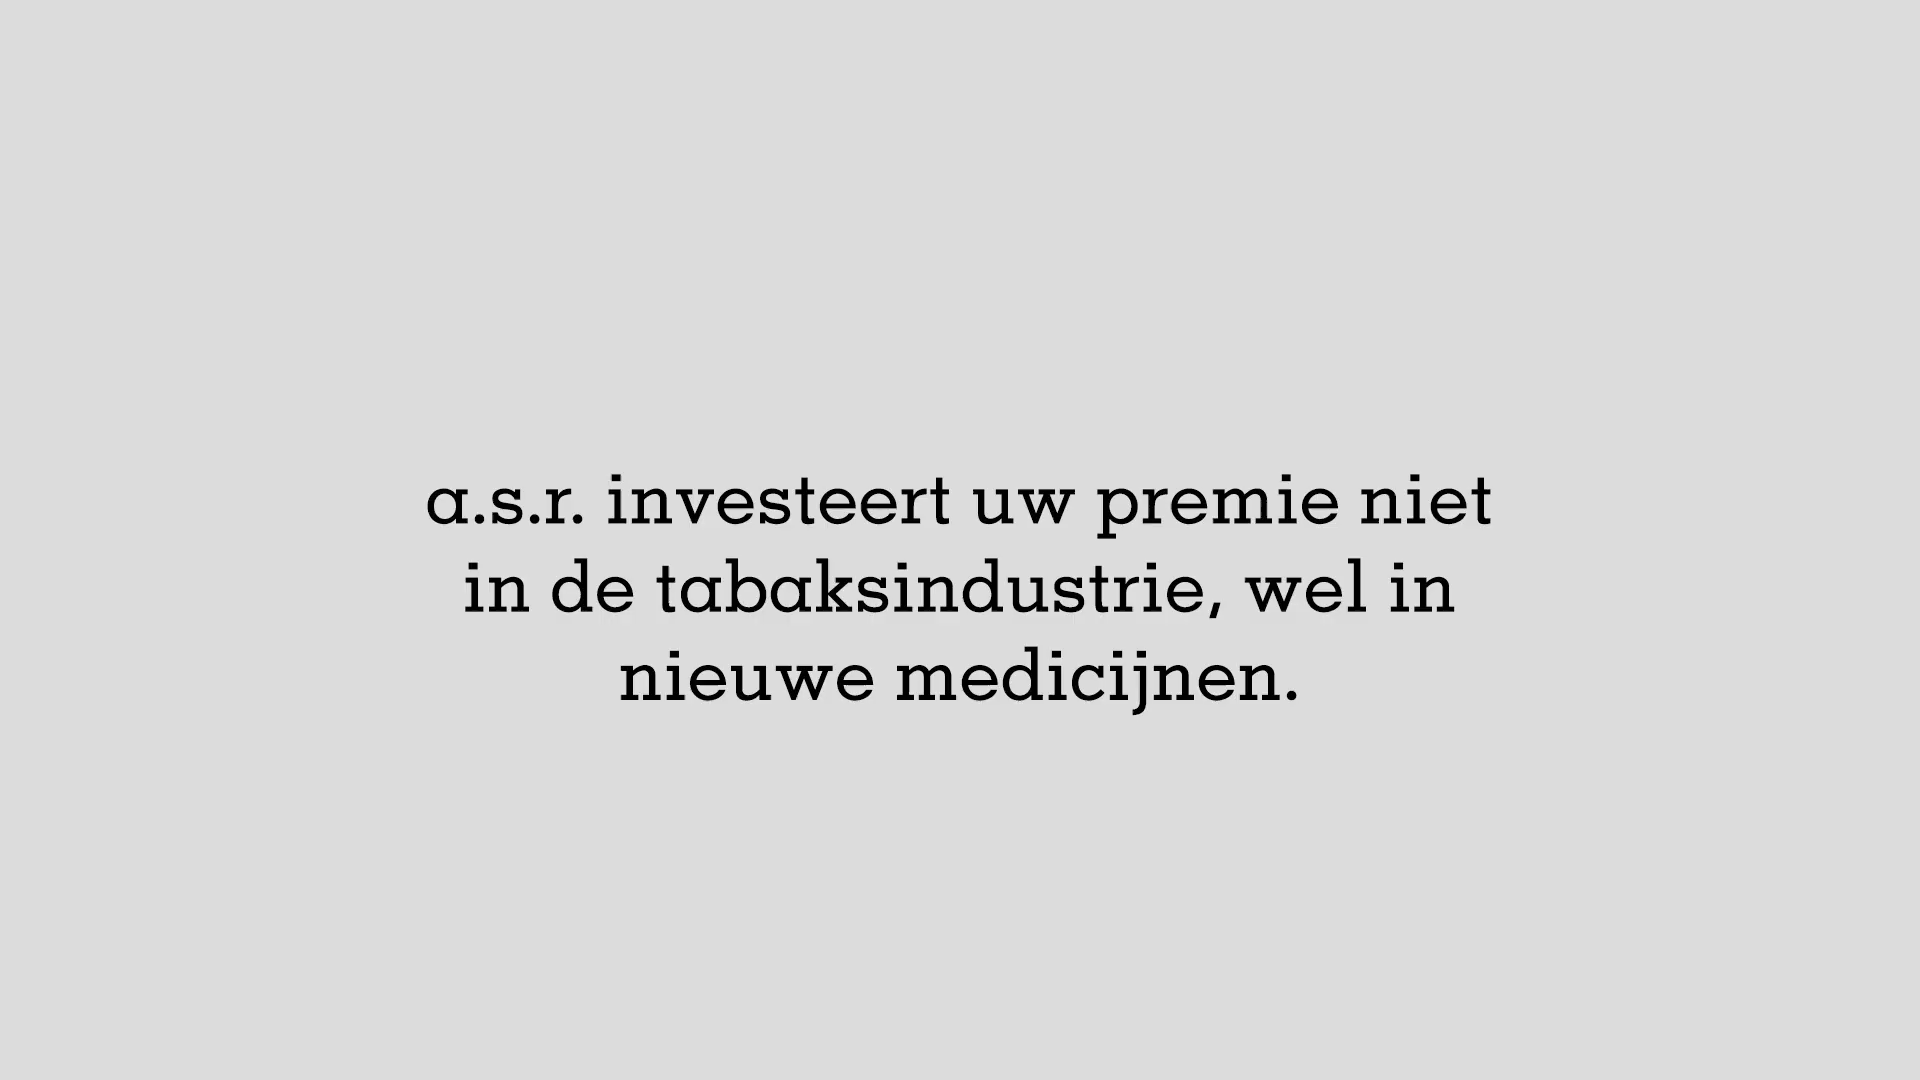 a.s.r. investeert uw premie niet
in de tabaksindustrie, wel in
nieuwe medicijnen.